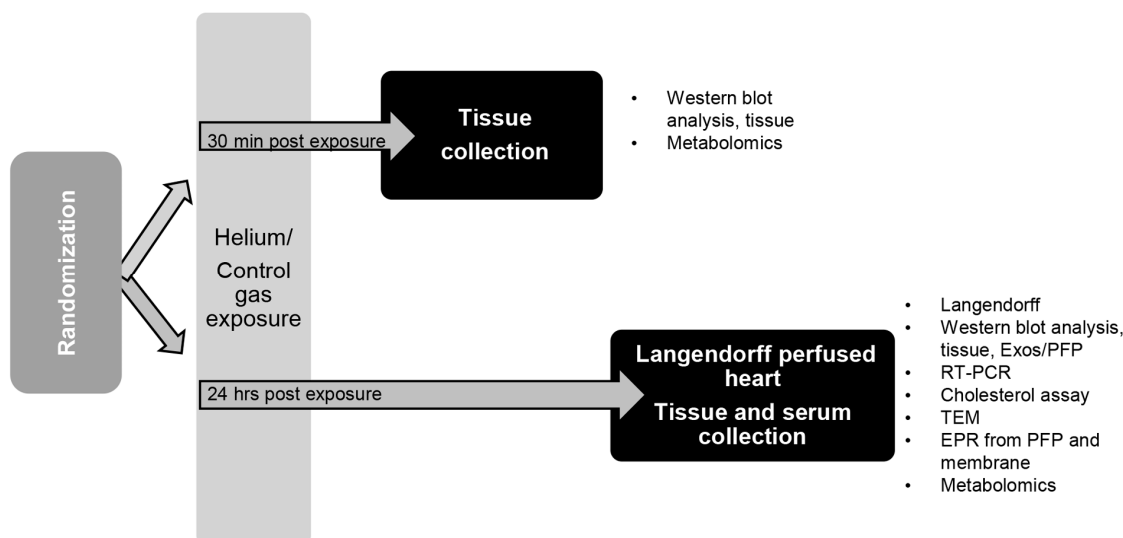 Randomization
Helium/
Control
gas
exposure
30 min post exposure
Tissue
collection
• Western blot
analysis, tissue
• Metabolomics
24 hrs post exposure
Langendorff perfused
heart
Tissue and serum
collection
• Langendorff
• Western blot analysis,
tissue, Exos/PFP
• RT-PCR
• Cholesterol assay
• TEM
• EPR from PFP and
membrane
• Metabolomics